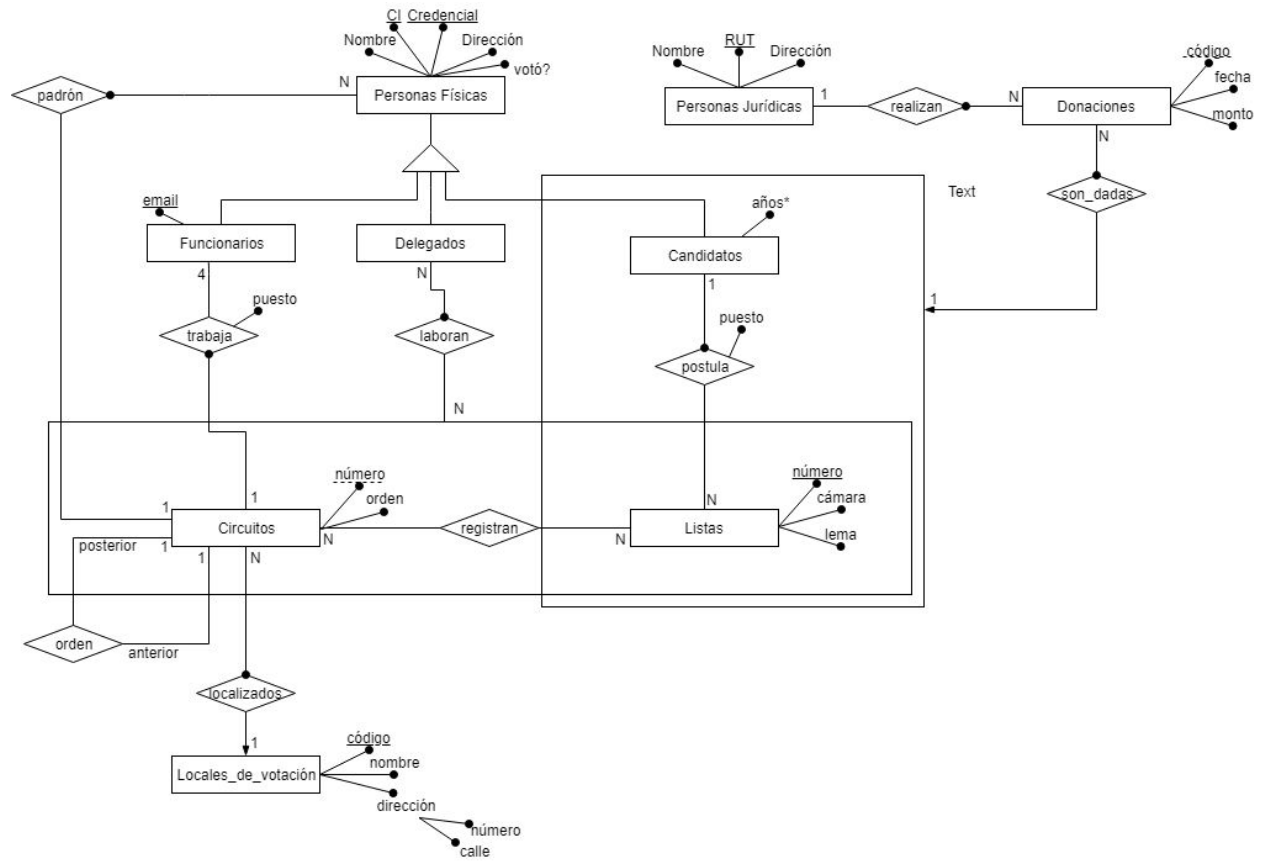 CI Credencial
Nombre
Dirección
votó?
padrón
N
Personas Físicas
Nombre
RUT
Dirección
Personas Jurídicas
1
realizan
N
Donaciones
código
fecha
monto
N
son_dadas
1
Text
email
Funcionarios
4
puesto
trabaja
Delegados
N
laboran
N
años*
Candidatos
1
puesto
postula
N
1
1
número
orden
Circuitos
N
registran
N
Listas
número
cámara
lema
posterior
1
1
N
orden
anterior
localizados
1
Locales_de_votación
código
nombre
dirección
número
calle